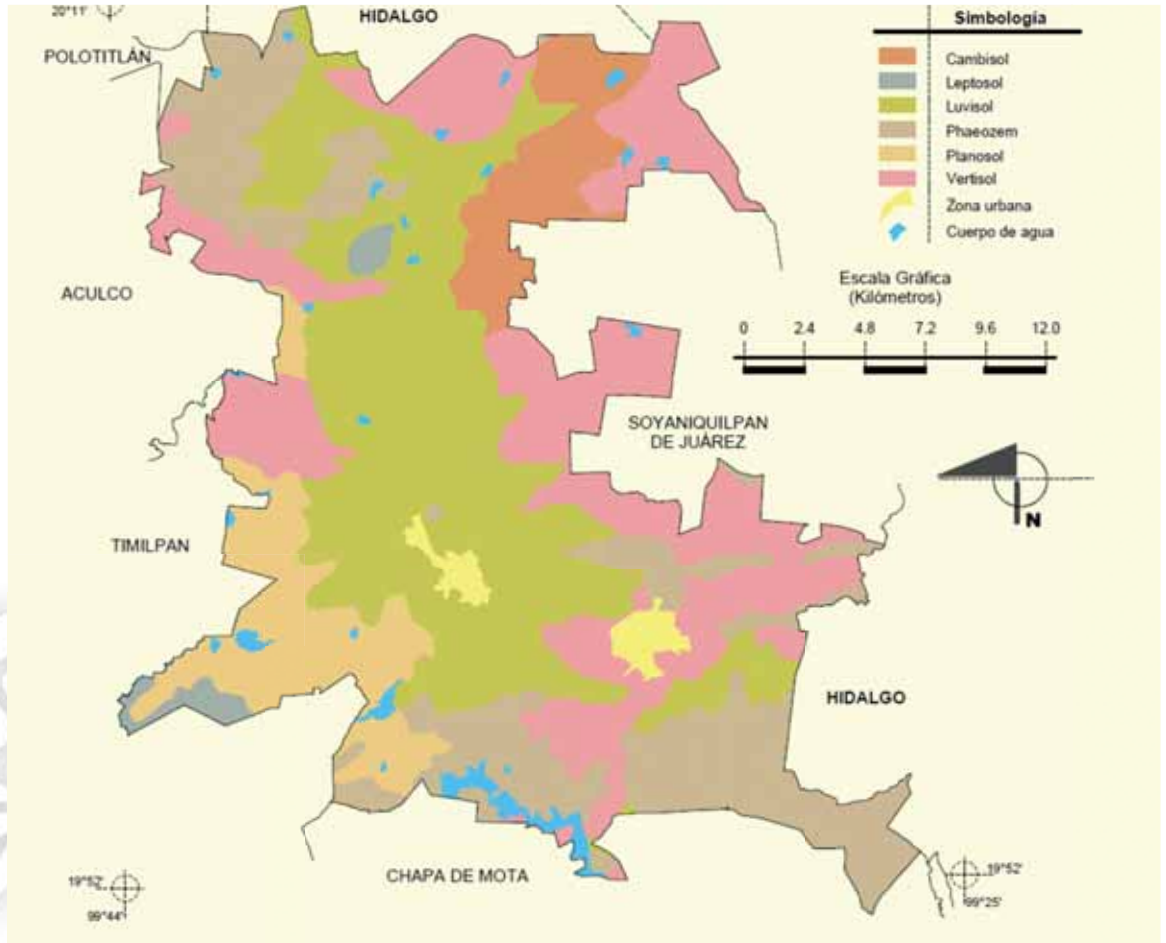 20°11'
HIDALGO
POLOTITLÁN
Simbología
Cambisol
Leptosol
Luvisol
Phaeozem
Planosol
Vertisol
Zona urbana
Cuerpo de agua
ACULCO
Escala Gráfica
(Kilómetros)
0 2.4 4.8 7.2 9.6 12.0
SOYANIQUILPAN
DE JUÁREZ
N
TIMILPAN
HIDALGO
CHAPA DE MOTA
19°52'
99°44'
19°52'
99°25'